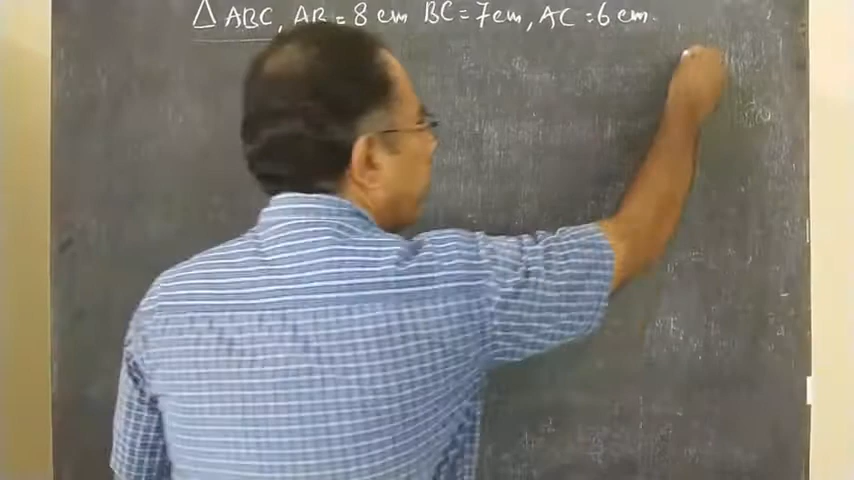 △ ABC, AB = 8 cm BC = 7 cm, AC = 6 cm.